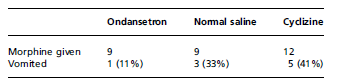 Ondansetron Normal saline Cyclizine
Morphine given 9 9 12
Vomited 1 (11%) 3 (33%) 5 (41%)